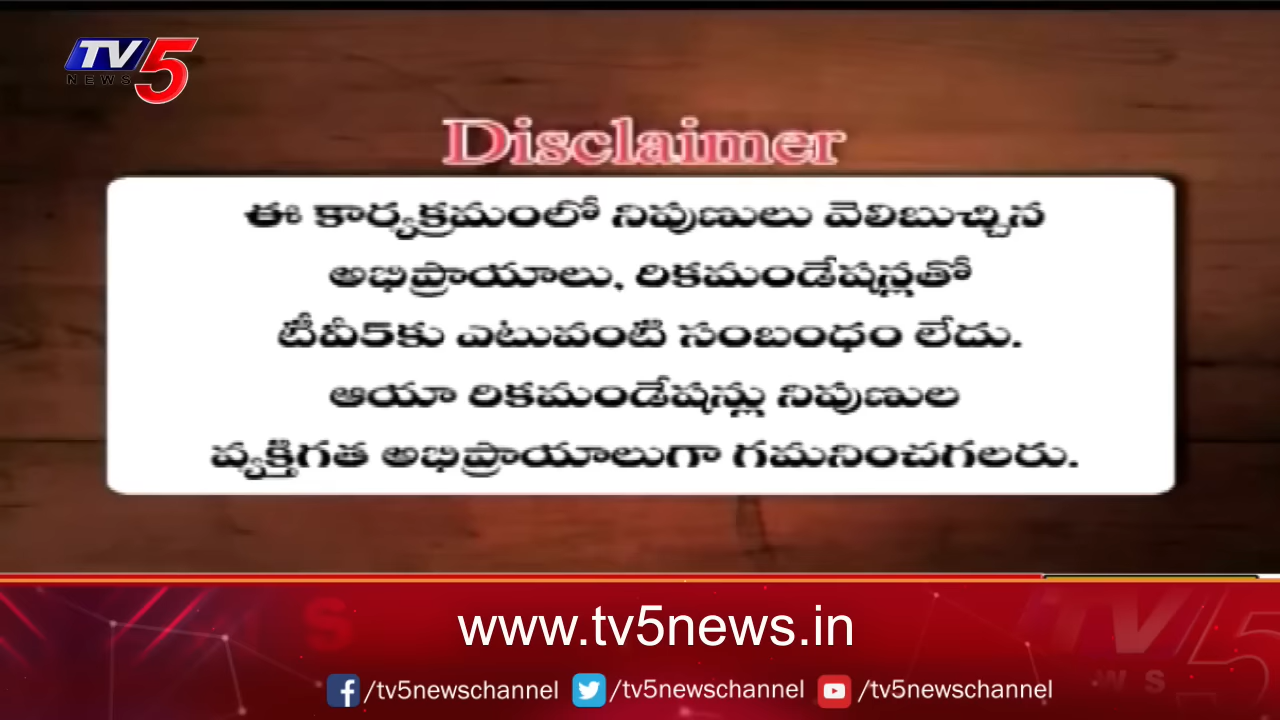 TV5
NEWS
Disclaimer
ఈ కార్యక్రమంలో నిపుణులు వెలిబుచ్చిన
అభిప్రాయాలు, రికమండేషన్లతో
టీవీ5కు ఎటువంటి సంబంధం లేదు.
ఆయా రికమండేషన్లు నిపుణుల
వ్యక్తిగత అభిప్రాయాలుగా గమనించగలరు.
www.tv5news.in
/tv5newschannel /tv5newschannel /tv5newschannel